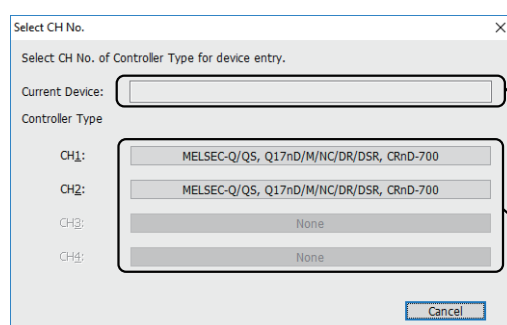 Select CH No.
Select CH No. of Controller Type for device entry.
Current Device:
Controller Type
CH1: MELSEC-Q/QS, Q17nD/M/NC/DR/DSR, CRnD-700
CH2: MELSEC-Q/QS, Q17nD/M/NC/DR/DSR, CRnD-700
CH3: None
CH4: None
Cancel